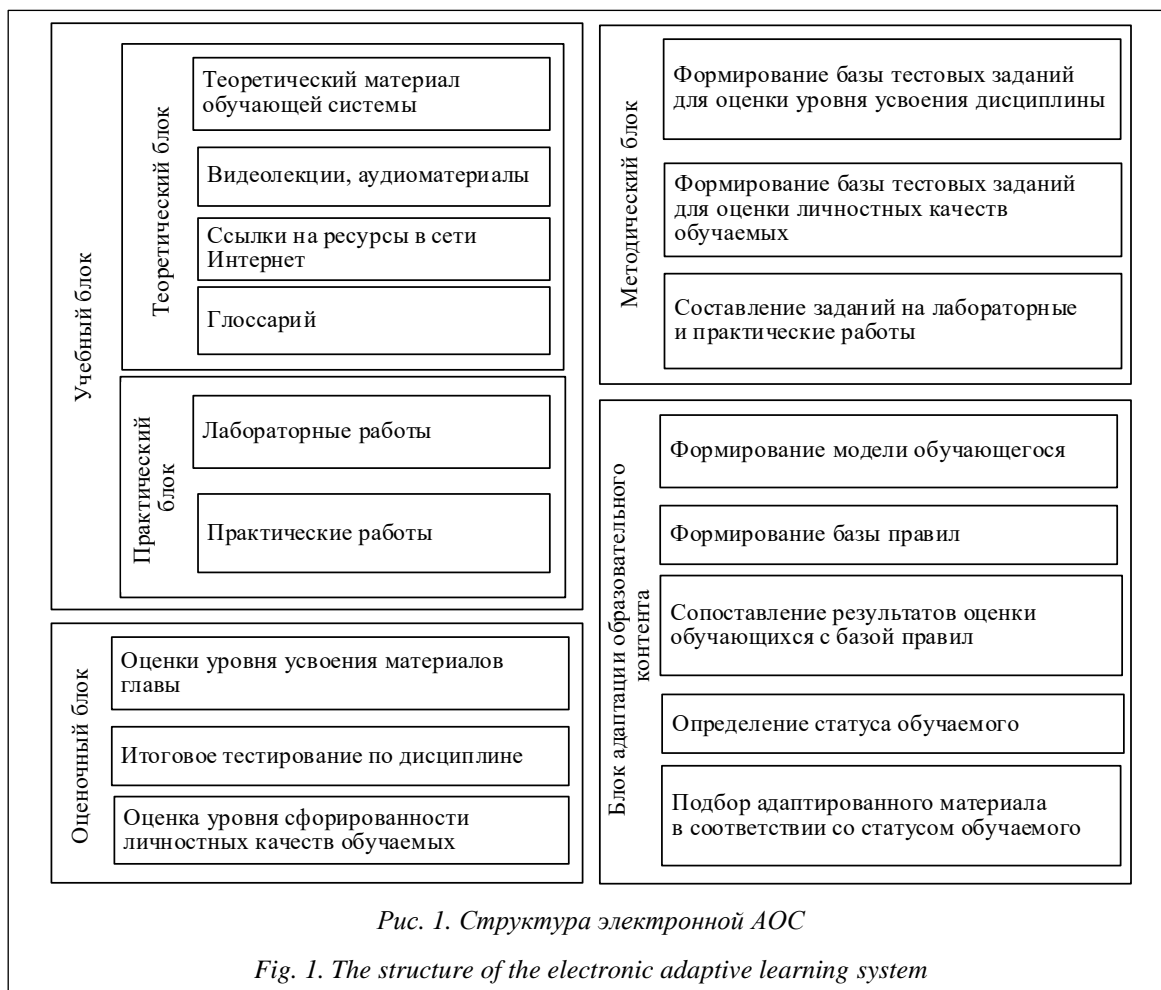 Учебный блок
Теоретический блок
Теоретический материал
обучающей системы
Видеолекции, аудиоматериалы
Ссылки на ресурсы в сети
Интернет
Глоссарий
Практический
блок
Лабораторные работы
Практические работы
Оценочный блок
Оценки уровня усвоения материалов
главы
Итоговое тестирование по дисциплине
Оценка уровня сфорированности
личностных качеств обучаемых
Методический блок
Формирование базы тестовых заданий
для оценки уровня усвоения дисциплины
Формирование базы тестовых заданий
для оценки личностных качеств
обучаемых
Составление заданий на лабораторные
и практические работы
Блок адаптации образовательного
контента
Формирование модели обучающегося
Формирование базы правил
Сопоставление результатов оценки
обучающихся с базой правил
Определение статуса обучаемого
Подбор адаптированного материала
в соответствии со статусом обучаемого
Рис. 1. Структура электронной АОС
Fig. 1. The structure of the electronic adaptive learning system